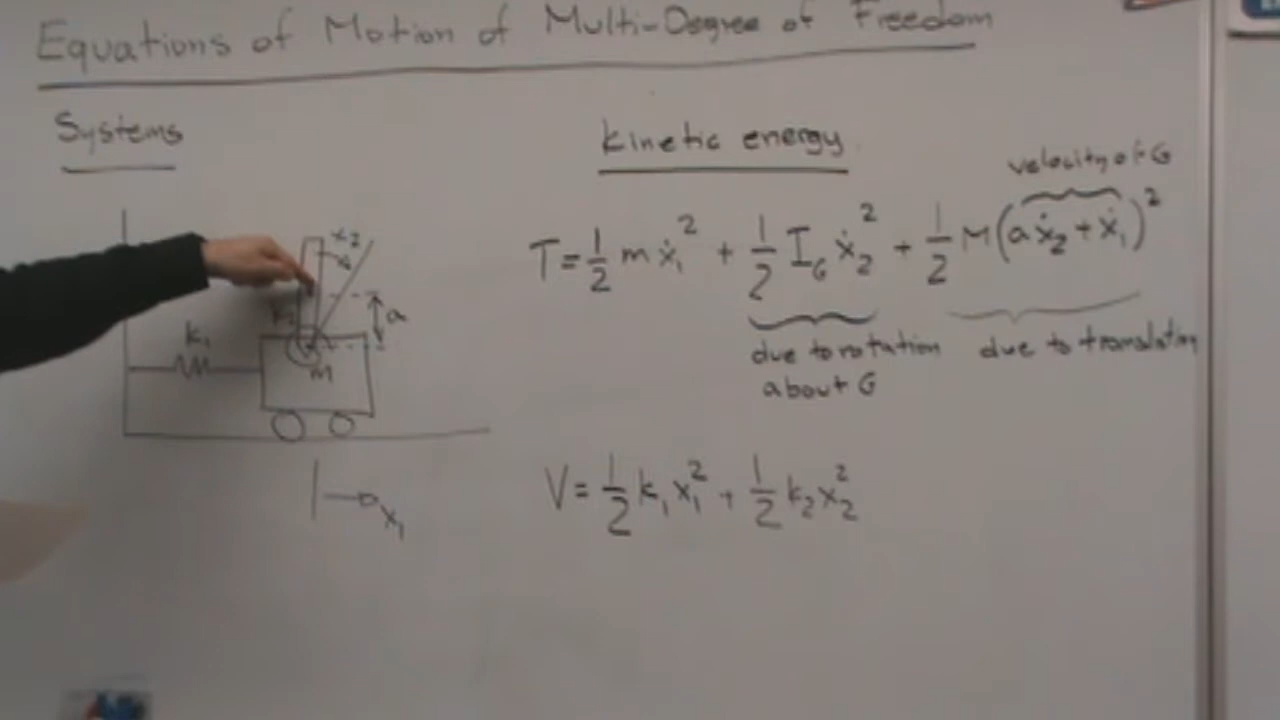 Equations of Motion of Multi-Degree of Freedom
Systems
kinetic energy
velocity of G
T = 1/2 m ẋ₁² + 1/2 I_G ẋ₂² + 1/2 M(aẋ₂ + ẋ₁)²
due to rotation
about G
due to translation
x₂
a
k₁
m
x₁
V = 1/2 k₁ x₁² + 1/2 k₂ x₂²